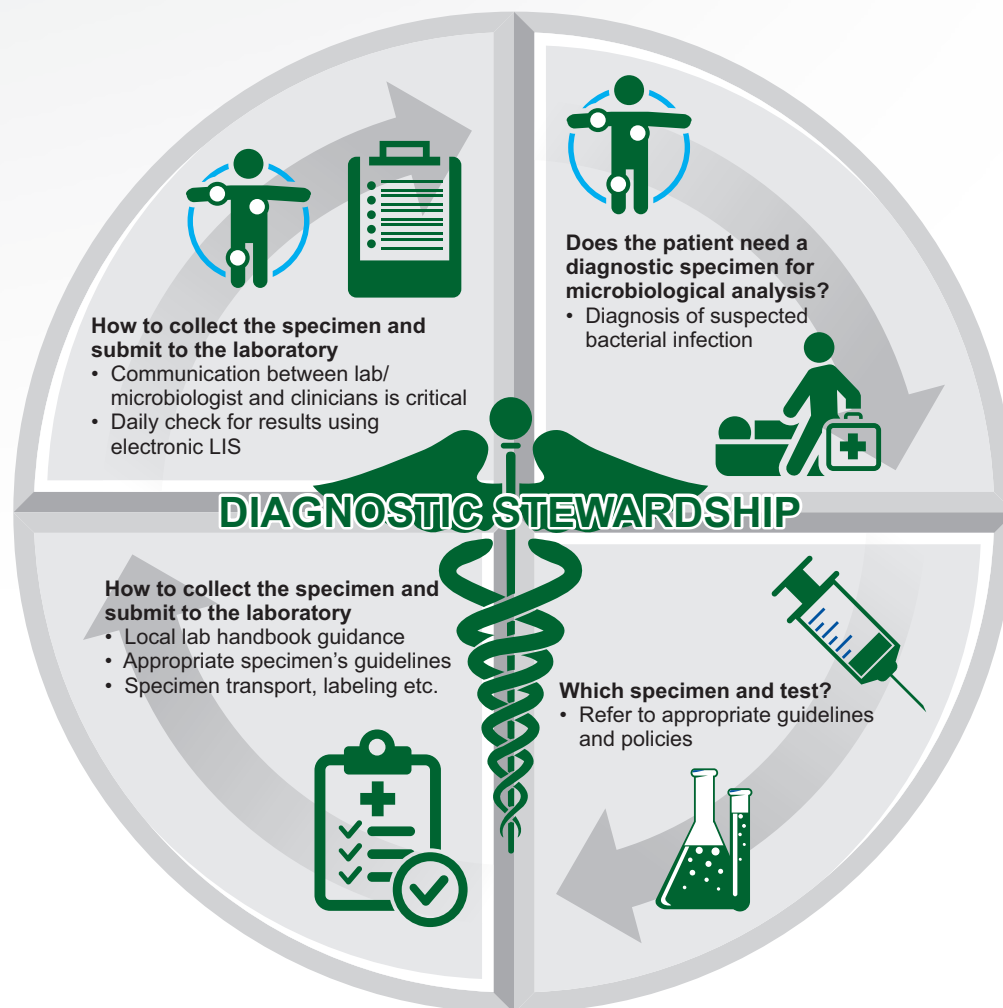 How to collect the specimen and
submit to the laboratory
• Communication between lab/
microbiologist and clinicians is critical
• Daily check for results using
electronic LIS
Does the patient need a
diagnostic specimen for
microbiological analysis?
• Diagnosis of suspected
bacterial infection
DIAGNOSTIC STEWARDSHIP
How to collect the specimen and
submit to the laboratory
• Local lab handbook guidance
• Appropriate specimen’s guidelines
• Specimen transport, labeling etc.
Which specimen and test?
• Refer to appropriate guidelines
and policies